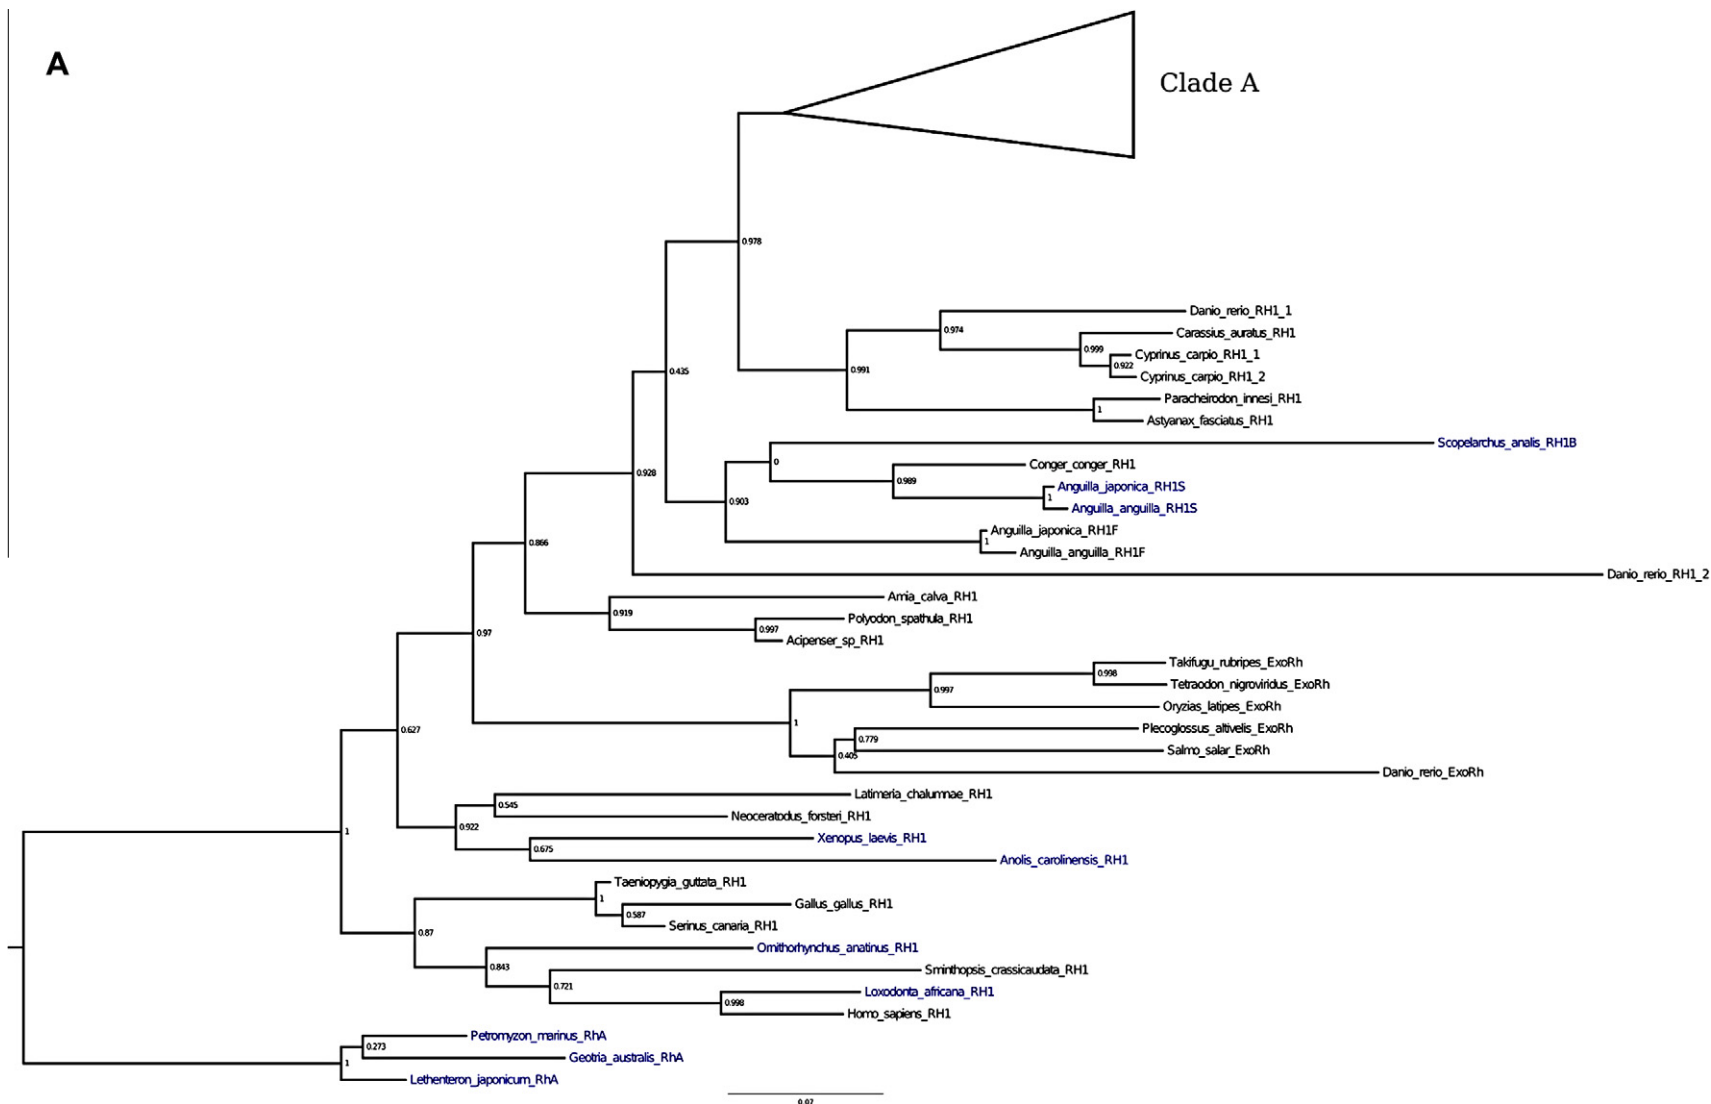 A
Clade A
0.978
Danio_rerio_RH1_1
0.974
Carassius_auratus_RH1
0.999
Cyprinus_carpio_RH1_1
0.922
0.991
0.435
Cyprinus_carpio_RH1_2
Paracheirodon_innesi_RH1
1
Astyanax_fasciatus_RH1
Scopelarchus_analis_RH1B
0
Conger_conger_RH1
0.928
0.989
Anguilla_japonica_RH1S
1
0.903
Anguilla_anguilla_RH1S
Anguilla_japonica_RH1F
1
0.866
Anguilla_anguilla_RH1F
Danio_rerio_RH1_2
Amia_calva_RH1
0.919
Polyodon_spathula_RH1
0.997
0.97
Acipenser_sp_RH1
Takifugu_rubripes_ExoRh
0.998
Tetraodon_nigroviridus_ExoRh
0.997
Oryzias_latipes_ExoRh
1
0.627
Plecoglossus_altivelis_ExoRh
0.779
Salmo_salar_ExoRh
0.405
Danio_rerio_ExoRh
Latimeria_chalumnae_RH1
0.545
Neoceratodus_forsteri_RH1
0.922
1
Xenopus_laevis_RH1
0.675
Anolis_carolinensis_RH1
Taeniopygia_guttata_RH1
1
Gallus_gallus_RH1
0.587
Serinus_canaria_RH1
0.87
Ornithorhynchus_anatinus_RH1
0.843
Sminthopsis_crassicaudata_RH1
0.721
Loxodonta_africana_RH1
0.998
Homo_sapiens_RH1
Petromyzon_marinus_RhA
0.273
Geotria_australis_RhA
1
Lethenteron_japonicum_RhA
0.07